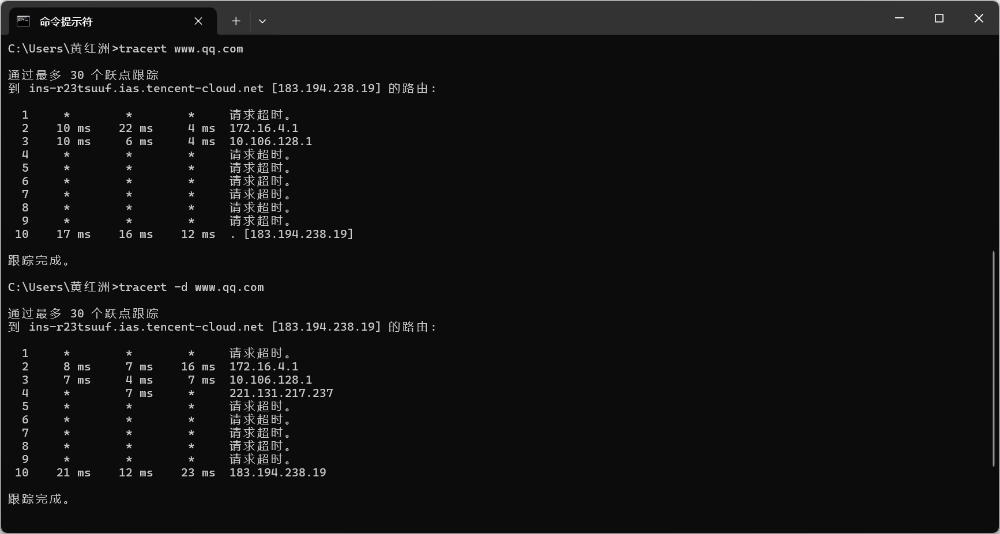 命令提示符
C:\Users\黄红洲>tracert www.qq.com
通过最多 30 个跃点跟踪
到 ins-r23tsuuf.ias.tencent-cloud.net [183.194.238.19] 的路由:
1 * * * 请求超时。
2 10 ms 22 ms 4 ms 172.16.4.1
3 10 ms 6 ms 4 ms 10.106.128.1
4 * * * 请求超时。
5 * * * 请求超时。
6 * * * 请求超时。
7 * * * 请求超时。
8 * * * 请求超时。
9 * * * 请求超时。
10 17 ms 16 ms 12 ms . [183.194.238.19]
跟踪完成。
C:\Users\黄红洲>tracert -d www.qq.com
通过最多 30 个跃点跟踪
到 ins-r23tsuuf.ias.tencent-cloud.net [183.194.238.19] 的路由:
1 * * * 请求超时。
2 8 ms 7 ms 16 ms 172.16.4.1
3 7 ms 4 ms 7 ms 10.106.128.1
4 * 7 ms * 221.131.217.237
5 * * * 请求超时。
6 * * * 请求超时。
7 * * * 请求超时。
8 * * * 请求超时。
9 * * * 请求超时。
10 21 ms 12 ms 23 ms 183.194.238.19
跟踪完成。